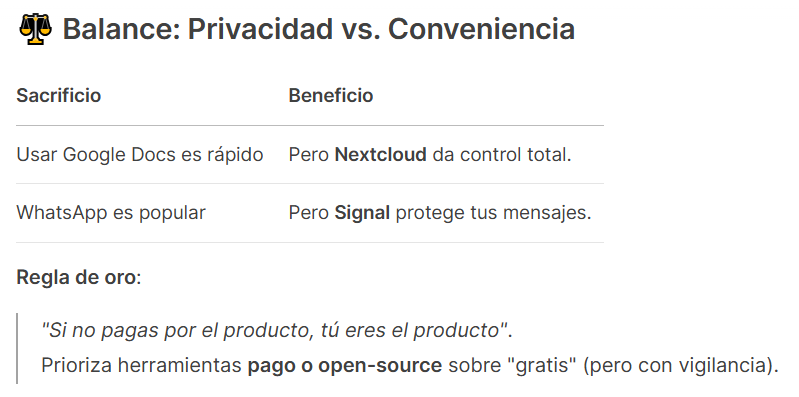 ⚖️ Balance: Privacidad vs. Conveniencia
Sacrificio Beneficio
Usar Google Docs es rápido Pero Nextcloud da control total.
WhatsApp es popular Pero Signal protege tus mensajes.
Regla de oro:
"Si no pagas por el producto, tú eres el producto".
Prioriza herramientas pago o open-source sobre "gratis" (pero con vigilancia).